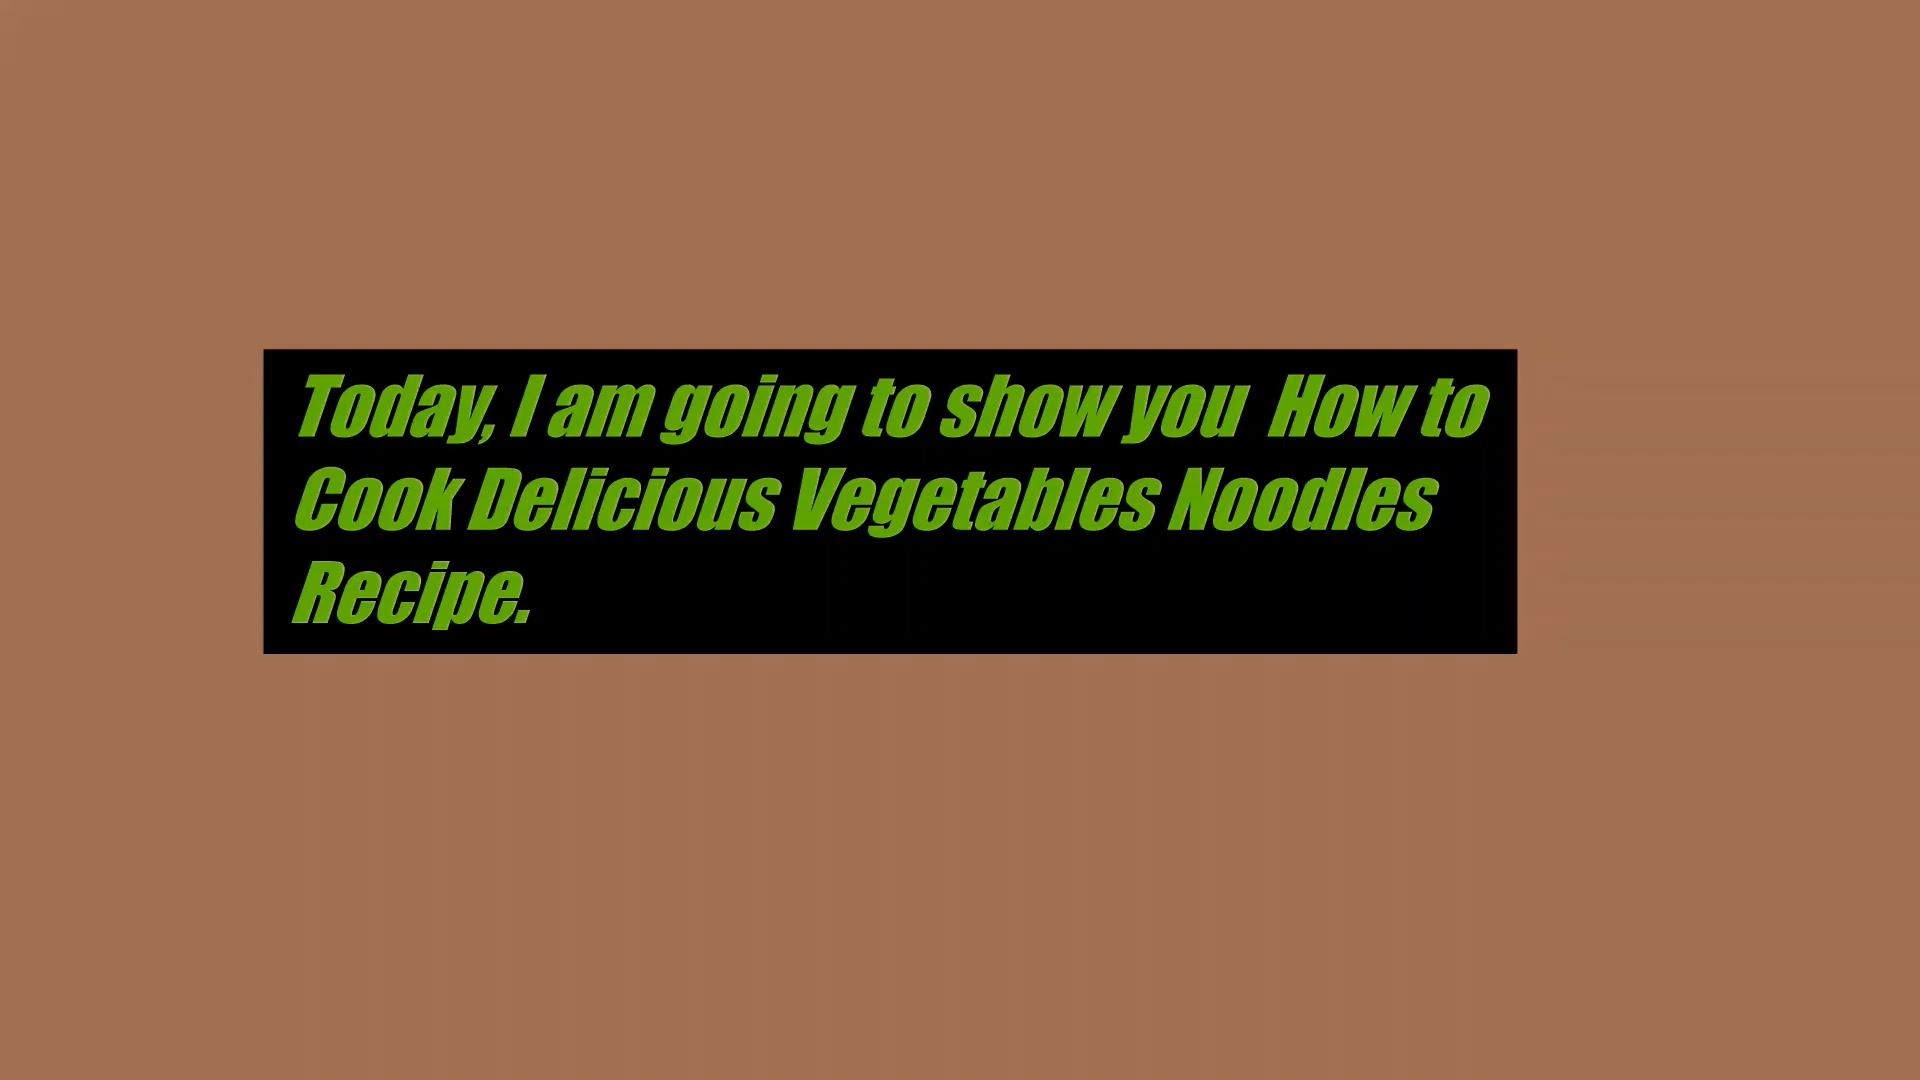 Today, I am going to show you  How to
Cook Delicious Vegetables Noodles
Recipe.